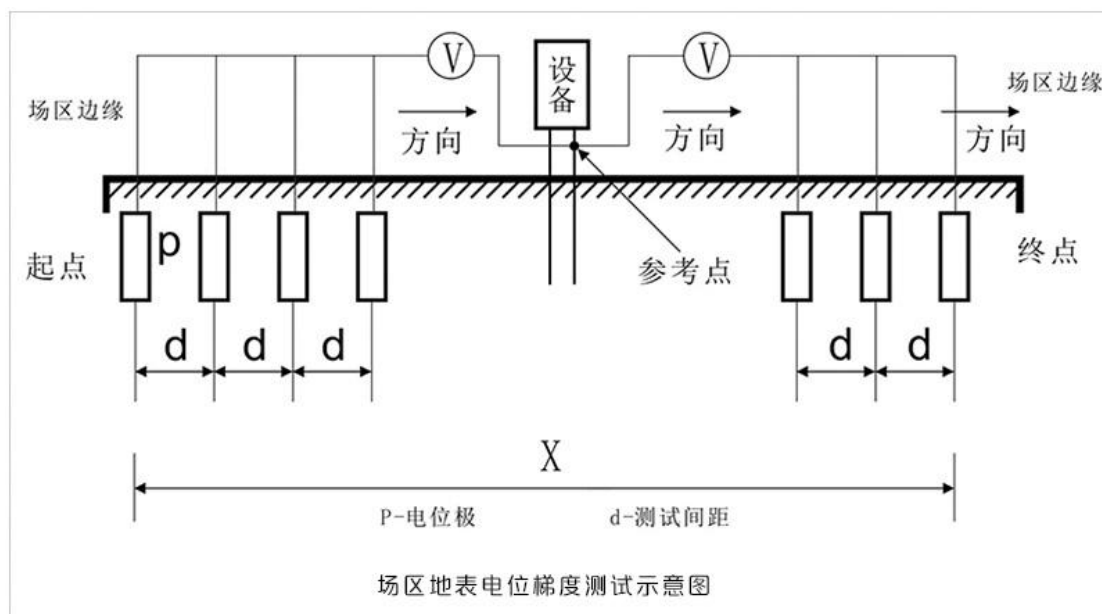 V
设备
V
场区边缘
场区边缘
方向
方向
方向
p
起点
参考点
终点
d
d
d
d
d
X
P-电位极
d-测试间距
场区地表电位梯度测试示意图